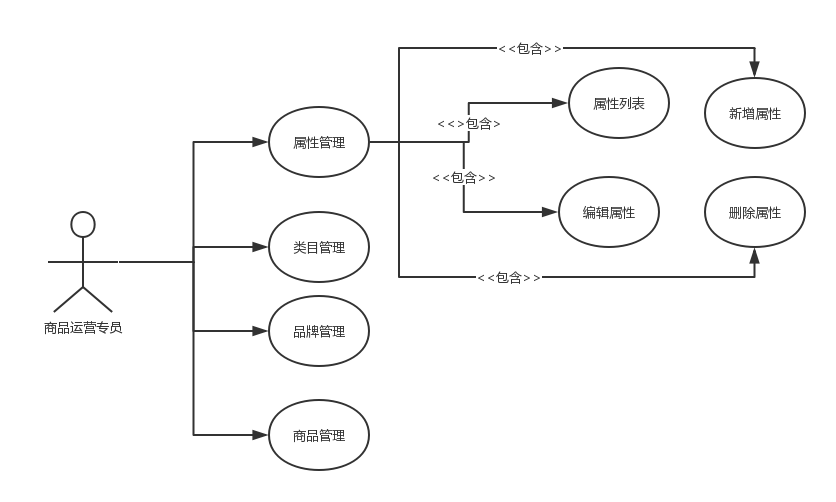 <<包含>>
属性列表
新增属性
<<>包含>
属性管理
<<包含>>
编辑属性
删除属性
类目管理
<<包含>>
商品运营专员
品牌管理
商品管理